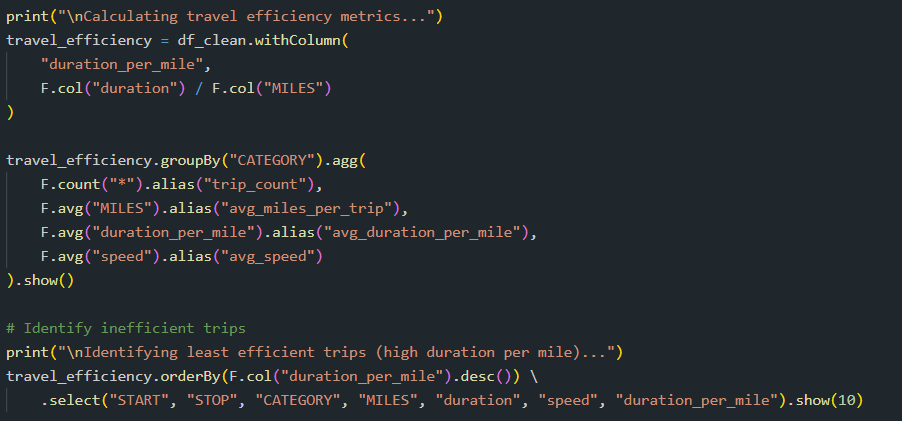 print("\nCalculating travel efficiency metrics...")
travel_efficiency = df_clean.withColumn(
    "duration_per_mile",
    F.col("duration") / F.col("MILES")
)

travel_efficiency.groupBy("CATEGORY").agg(
    F.count("*").alias("trip_count"),
    F.avg("MILES").alias("avg_miles_per_trip"),
    F.avg("duration_per_mile").alias("avg_duration_per_mile"),
    F.avg("speed").alias("avg_speed")
).show()

# Identify inefficient trips
print("\nIdentifying least efficient trips (high duration per mile)...")
travel_efficiency.orderBy(F.col("duration_per_mile").desc()) \
    .select("START", "STOP", "CATEGORY", "MILES", "duration", "speed", "duration_per_mile").show(10)